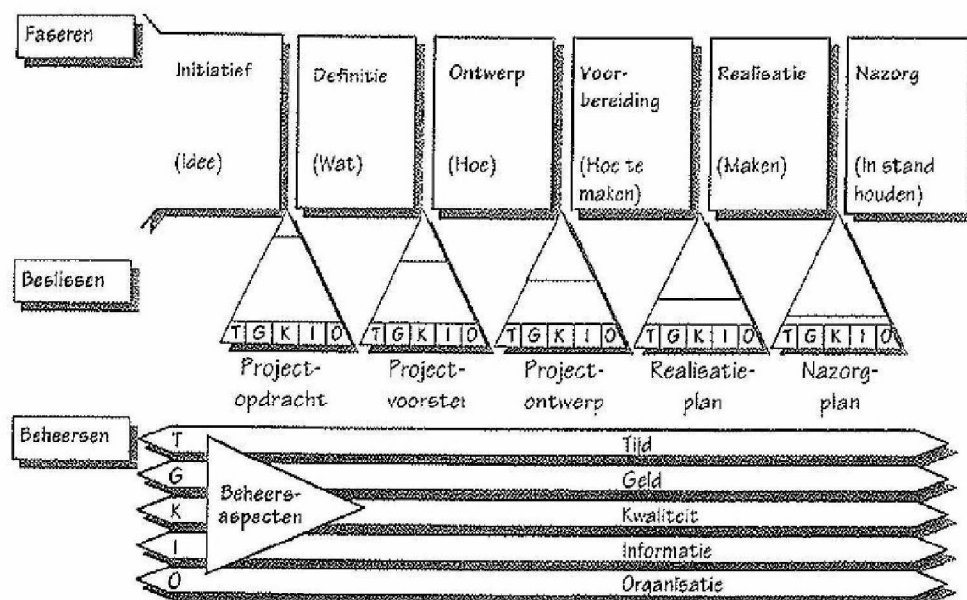 Faseren
Initiatief
(Idee)
Definitie
(Wat)
Ontwerp
(Hoe)
Voor-
bereiding
(Hoe te
maken)
Realisatie
(Maken)
Nazorg
(In stand
houden)
Beslissen
T G K I O
Project-
opdracht
T G K I O
Project-
voorstel
T G K I O
Project-
ontwerp
T G K I O
Realisatie-
plan
T G K I O
Nazorg-
plan
Beheersen
Beheers-
aspecten
T Tijd
G Geld
K Kwaliteit
I Informatie
O Organisatie